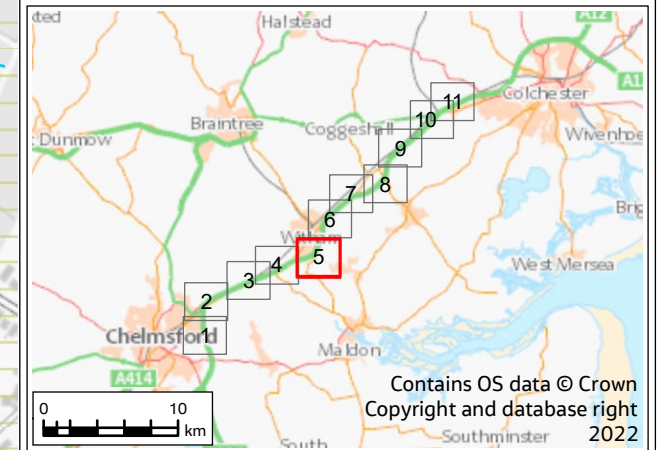 Halstead
A12
11
Colchester
10
Braintree
Coggeshall
Dunmow
Wivenhoe
9
8
7
6
Witham
5
4
3
West Mersea
2
1
Chelmsford
Maldon
A414
Contains OS data © Crown
Copyright and database right
2022
0 10
km
South
Southminster